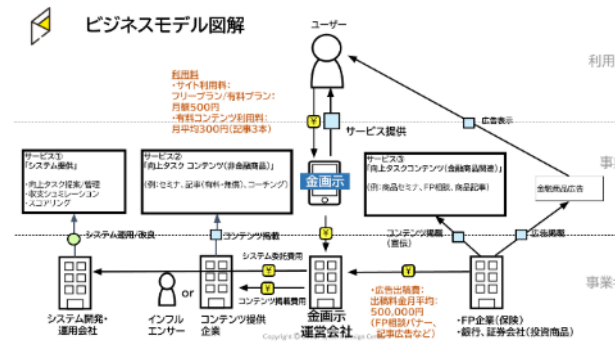 ビジネスモデル図解
ユーザー
利用
利用料
・サイト利用料:
フリープラン/有料プラン:
月額500円
・有料コンテンツ利用料:
月平均300円(記事3本)
¥
サービス提供
広告表示
事
サービス①
「システム提供」
・向上タスク提案/管理
・収支シュミレーション
・スコアリング
サービス②
「向上タスク コンテンツ(非金融商品)」
(例:セミナ、記事(有料・無償)、コーチング)
金画示
サービス③
「向上タスクコンテンツ(金融商品関連)」
(例:商品セミナ、FP相談、商品記事)
金融商品広告
システム運用/改良
コンテンツ掲載
¥
コンテンツ掲載
(宣伝)
広告掲載
システム委託費用
¥
¥
コンテンツ掲載費用
¥
事業
or
システム開発・
運用会社
インフル
エンサー
コンテンツ提供
企業
金画示
運営会社
・広告出稿費:
出稿料金月平均:
500,000円
(FP相談バナー、
記事広告など)
・FP企業(保険)
・銀行、証券会社(投資商品)